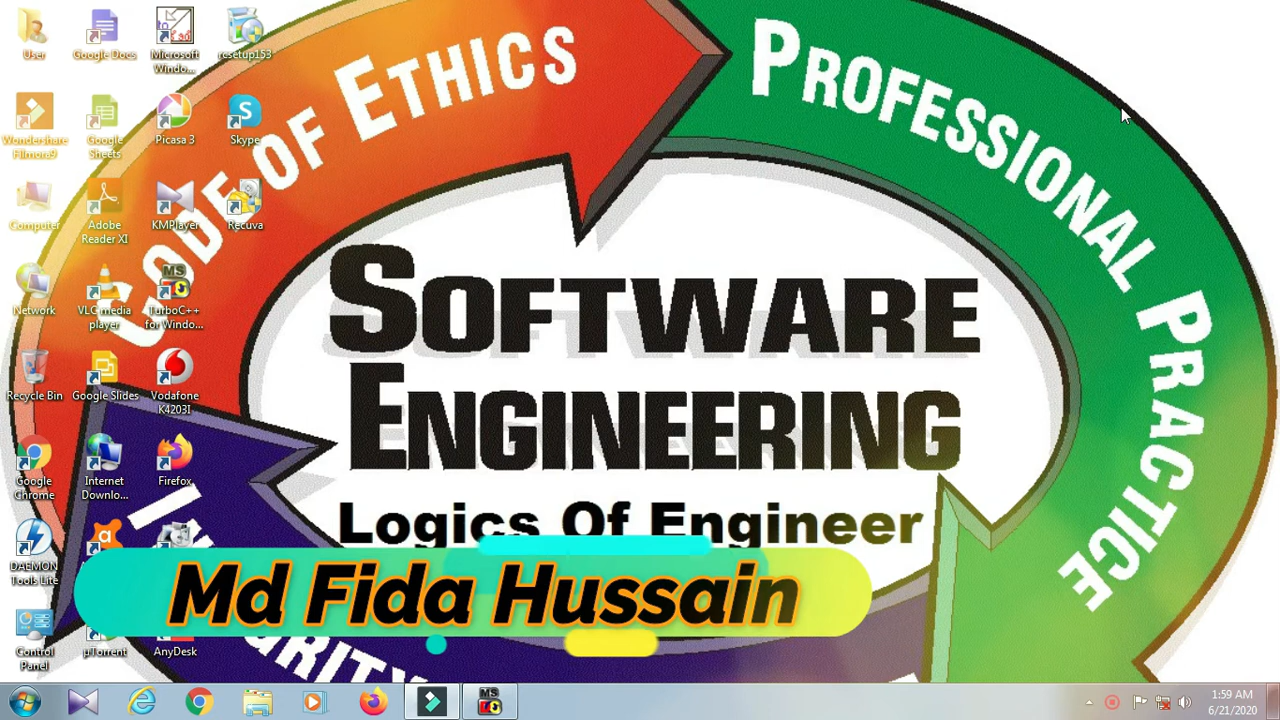 User
Google Docs
Microsoft Windo...
resetup153
Wondershare Filmora9
Google Sheets
Picasa 3
Skype
Computer
Adobe Reader XI
KMPlayer
Recuva
Network
VLC media player
TurboC++ for Windo...
Recycle Bin
Google Slides
Vodafone K4203I
Google Chrome
Internet Downlo...
Firefox
DAEMON Tools Lite
Control Panel
µTorrent
AnyDesk
CODE OF ETHICS
PROFESSIONAL PRACTICE
SOFTWARE
ENGINEERING
Logics Of Engineer
Md Fida Hussain
MS
MS
1:59 AM
6/21/2020